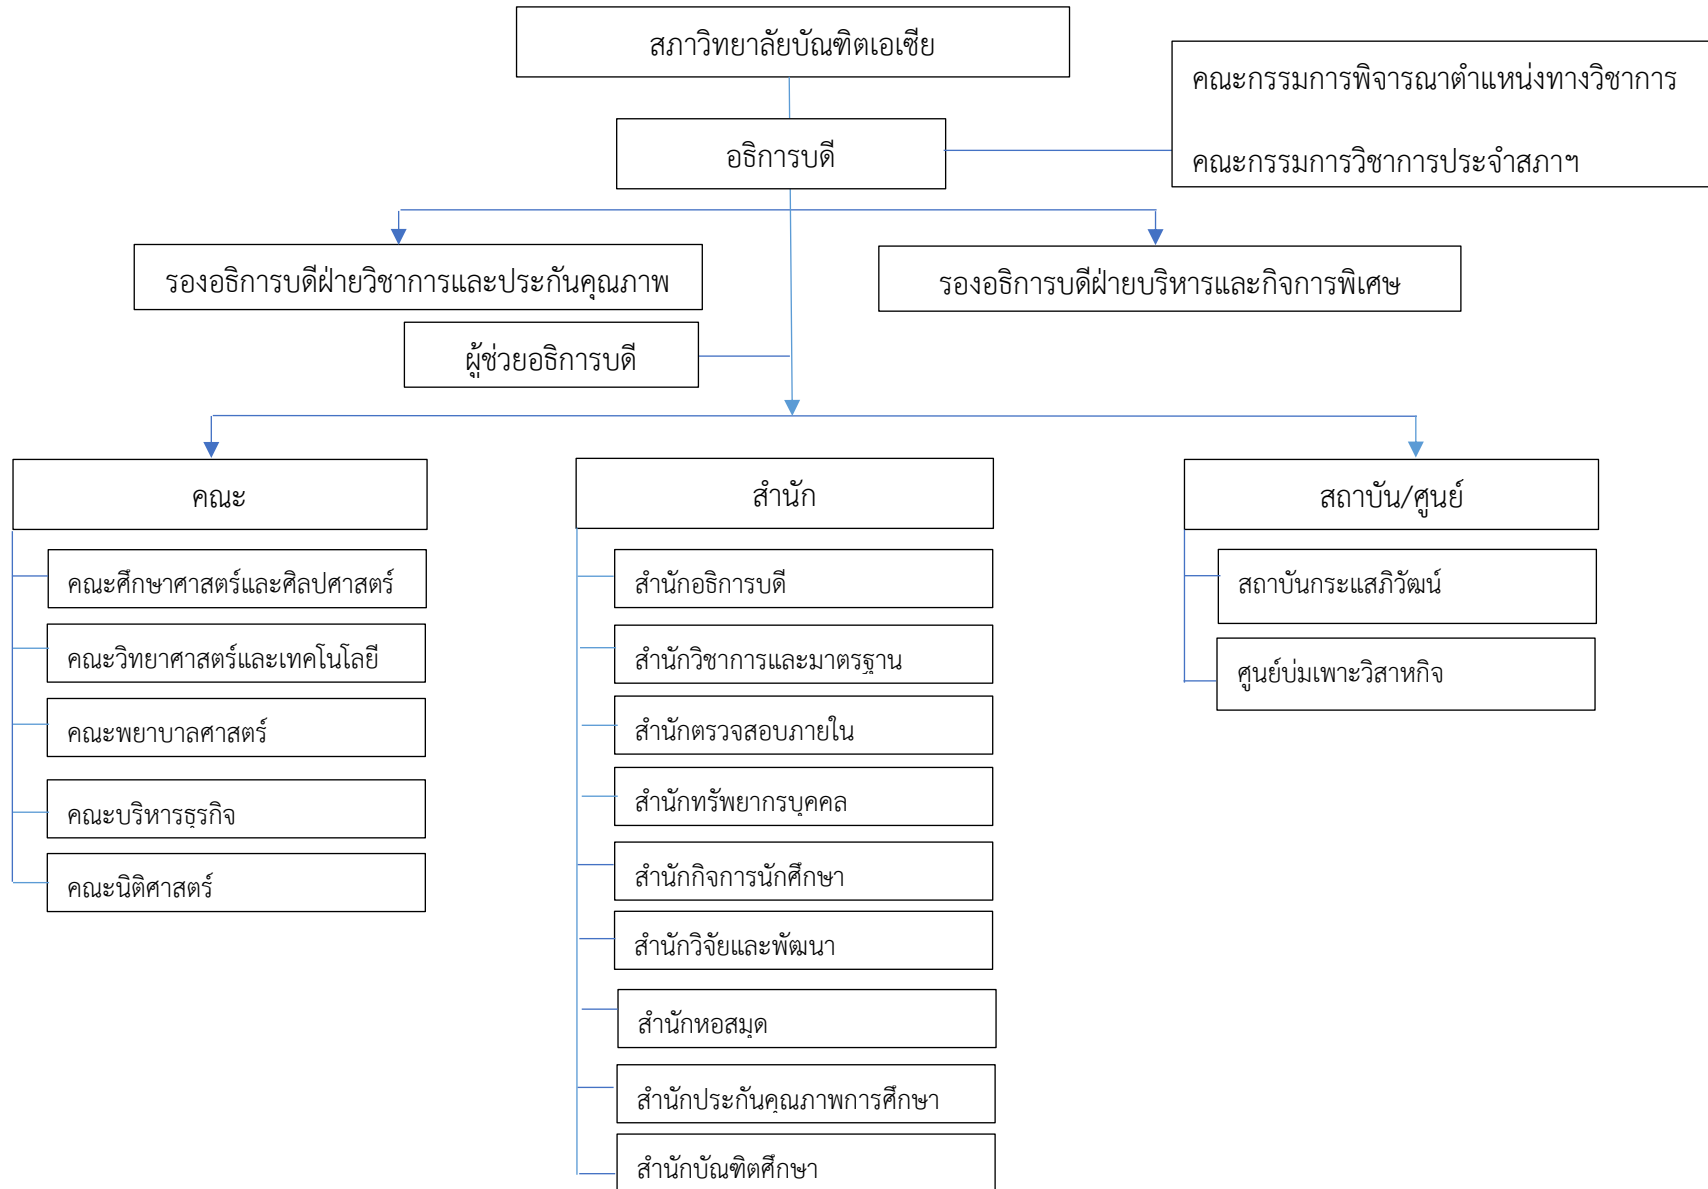 สภาวิทยาลัยบัณฑิตเอเซีย
คณะกรรมการพิจารณาตำแหน่งทางวิชาการ
คณะกรรมการวิชาการประจำสภาฯ
อธิการบดี
รองอธิการบดีฝ่ายวิชาการและประกันคุณภาพ
รองอธิการบดีฝ่ายบริหารและกิจการพิเศษ
ผู้ช่วยอธิการบดี
คณะ
คณะศึกษาศาสตร์และศิลปศาสตร์
คณะวิทยาศาสตร์และเทคโนโลยี
คณะพยาบาลศาสตร์
คณะบริหารธุรกิจ
คณะนิติศาสตร์
สำนัก
สำนักอธิการบดี
สำนักวิชาการและมาตรฐาน
สำนักตรวจสอบภายใน
สำนักทรัพยากรบุคคล
สำนักกิจการนักศึกษา
สำนักวิจัยและพัฒนา
สำนักหอสมุด
สำนักประกันคุณภาพการศึกษา
สำนักบัณฑิตศึกษา
สถาบัน/ศูนย์
สถาบันกระแสภิวัฒน์
ศูนย์บ่มเพาะวิสาหกิจ